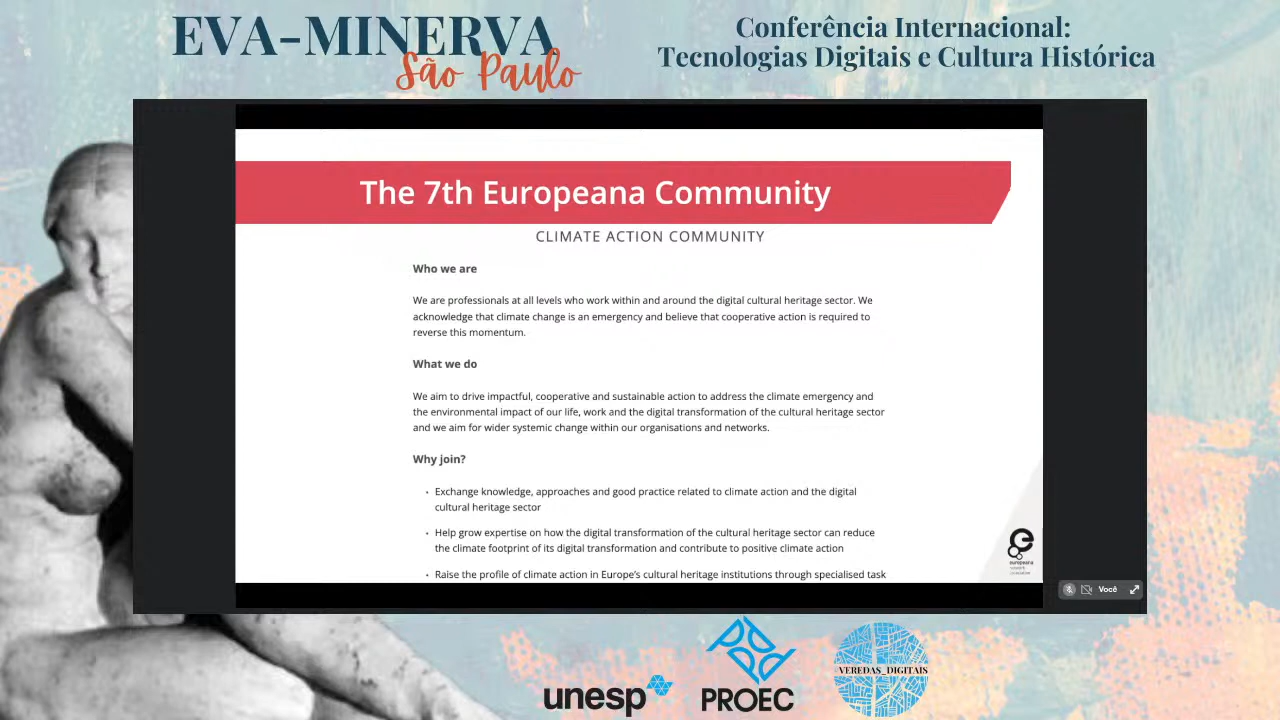 EVA-MINERVA
São Paulo
Conferência Internacional:
Tecnologias Digitais e Cultura Histórica
The 7th Europeana Community
CLIMATE ACTION COMMUNITY
Who we are
We are professionals at all levels who work within and around the digital cultural heritage sector. We
acknowledge that climate change is an emergency and believe that cooperative action is required to
reverse this momentum.
What we do
We aim to drive impactful, cooperative and sustainable action to address the climate emergency and
the environmental impact of our life, work and the digital transformation of the cultural heritage sector
and we aim for wider systemic change within our organisations and networks.
Why join?
• Exchange knowledge, approaches and good practice related to climate action and the digital
cultural heritage sector
• Help grow expertise on how the digital transformation of the cultural heritage sector can reduce
the climate footprint of its digital transformation and contribute to positive climate action
• Raise the profile of climate action in Europe's cultural heritage institutions through specialised task
europeana
Você
unesp
PROEC
VEREDAS_DIGITAIS